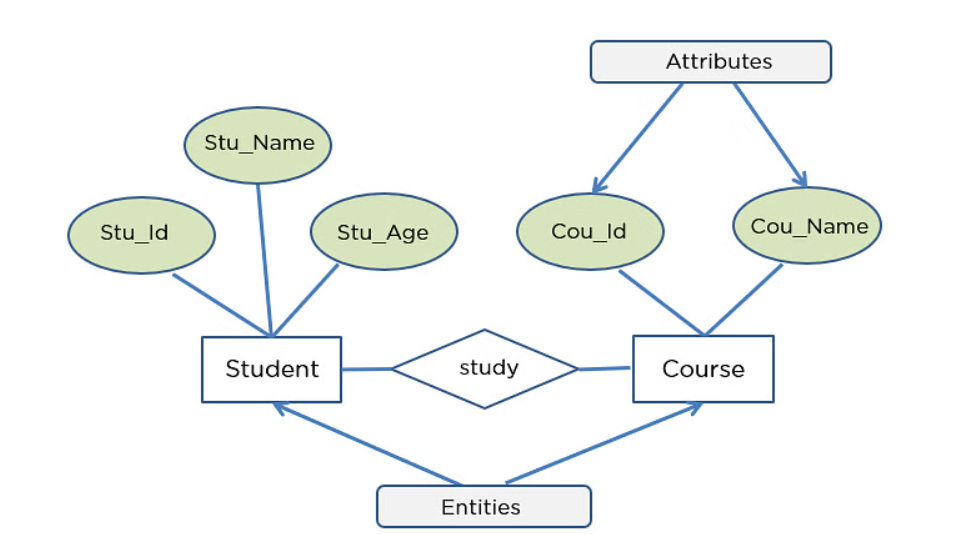 Attributes
Stu_Name
Stu_Id
Stu_Age
Cou_Id
Cou_Name
Student
study
Course
Entities